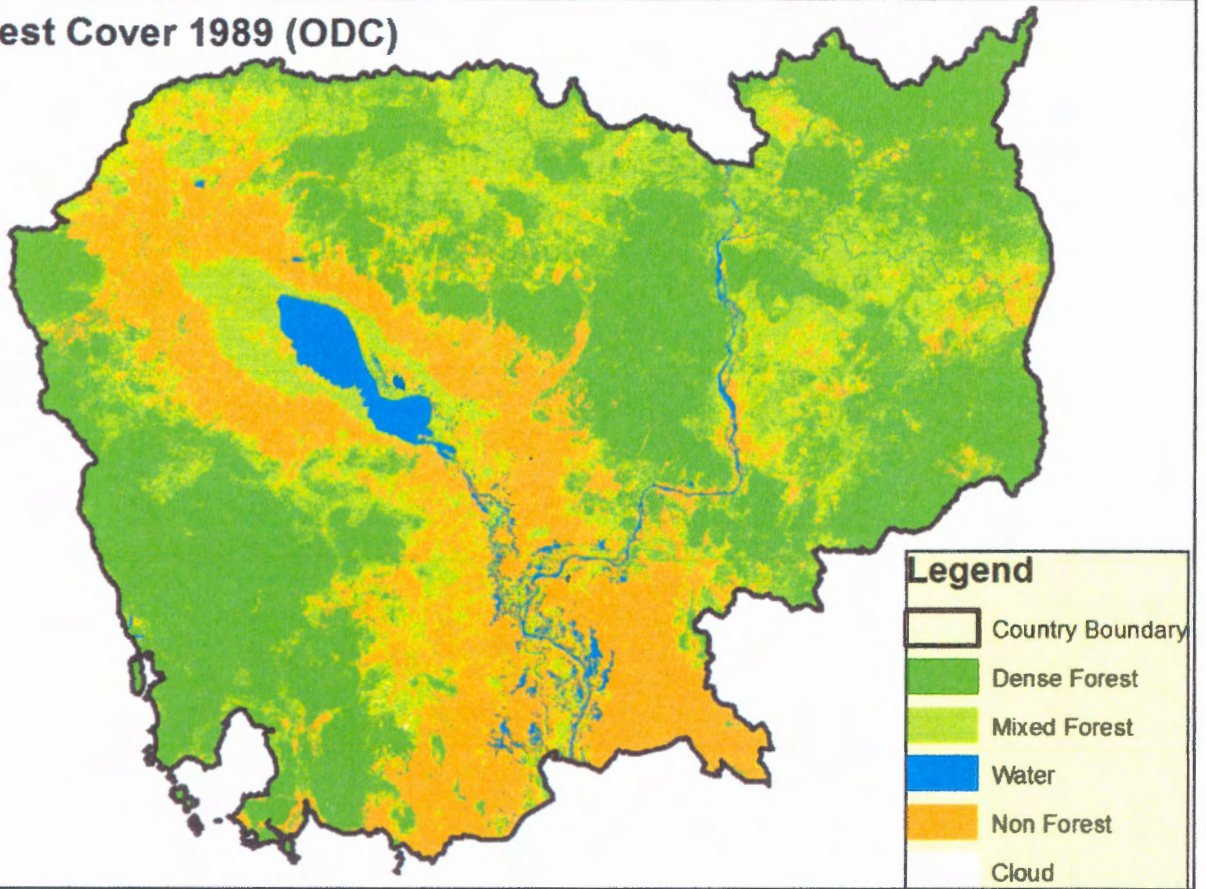 est Cover 1989 (ODC)
Legend
Country Boundary
Dense Forest
Mixed Forest
Water
Non Forest
Cloud